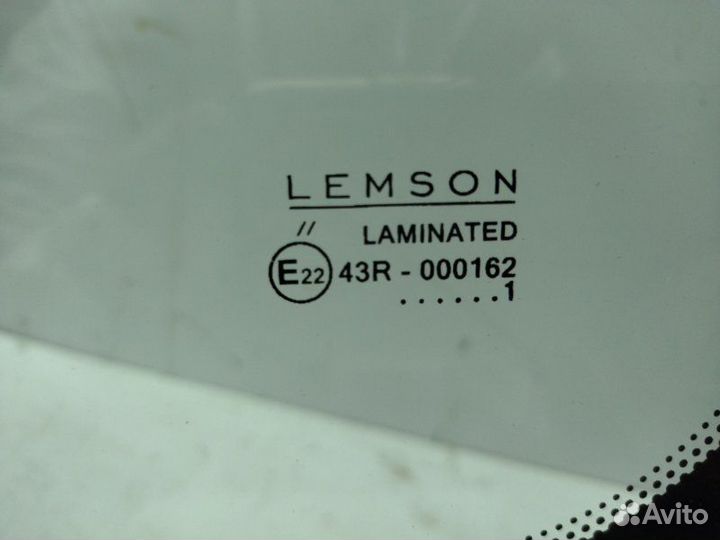 LEMSON
// LAMINATED
E22 43R - 000162
......1
Avito